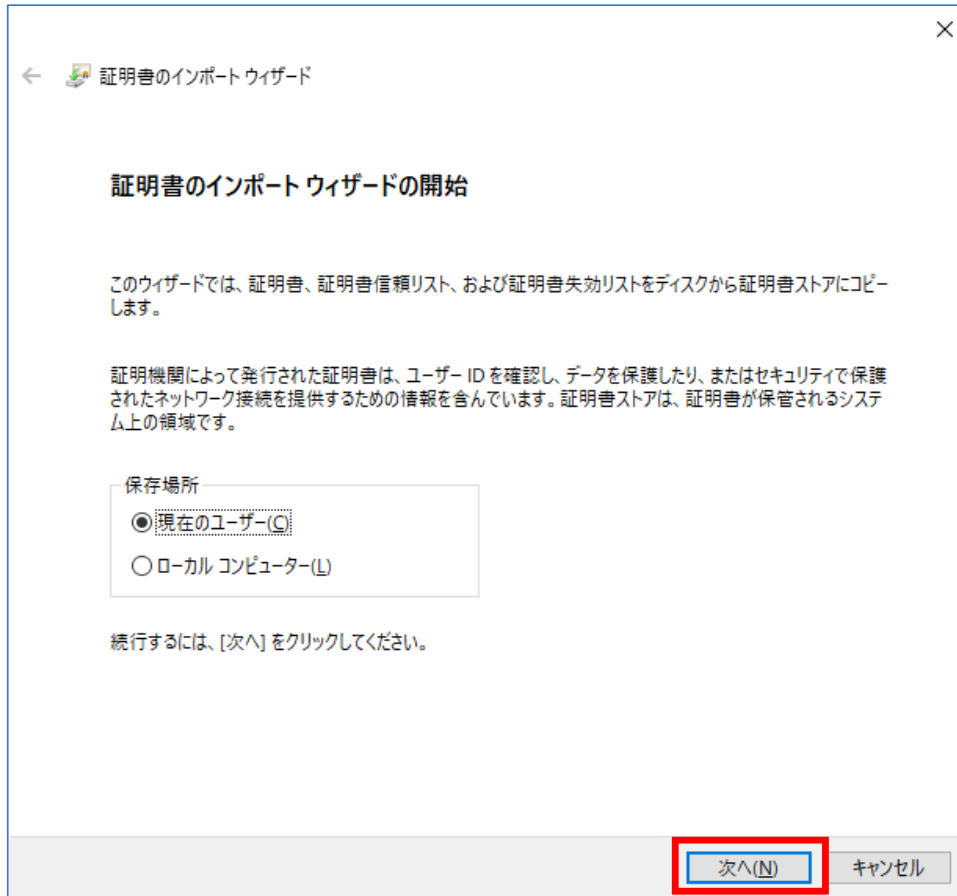 証明書のインポート ウィザード
証明書のインポート ウィザードの開始
このウィザードでは、証明書、証明書信頼リスト、および証明書失効リストをディスクから証明書ストアにコピー
します。
証明機関によって発行された証明書は、ユーザー ID を確認し、データを保護したり、またはセキュリティで保護
されたネットワーク接続を提供するための情報を含んでいます。証明書ストアは、証明書が保管されるシステ
ム上の領域です。
保存場所
現在のユーザー(C)
ローカル コンピューター(L)
続行するには、[次へ] をクリックしてください。
次へ(N)
キャンセル